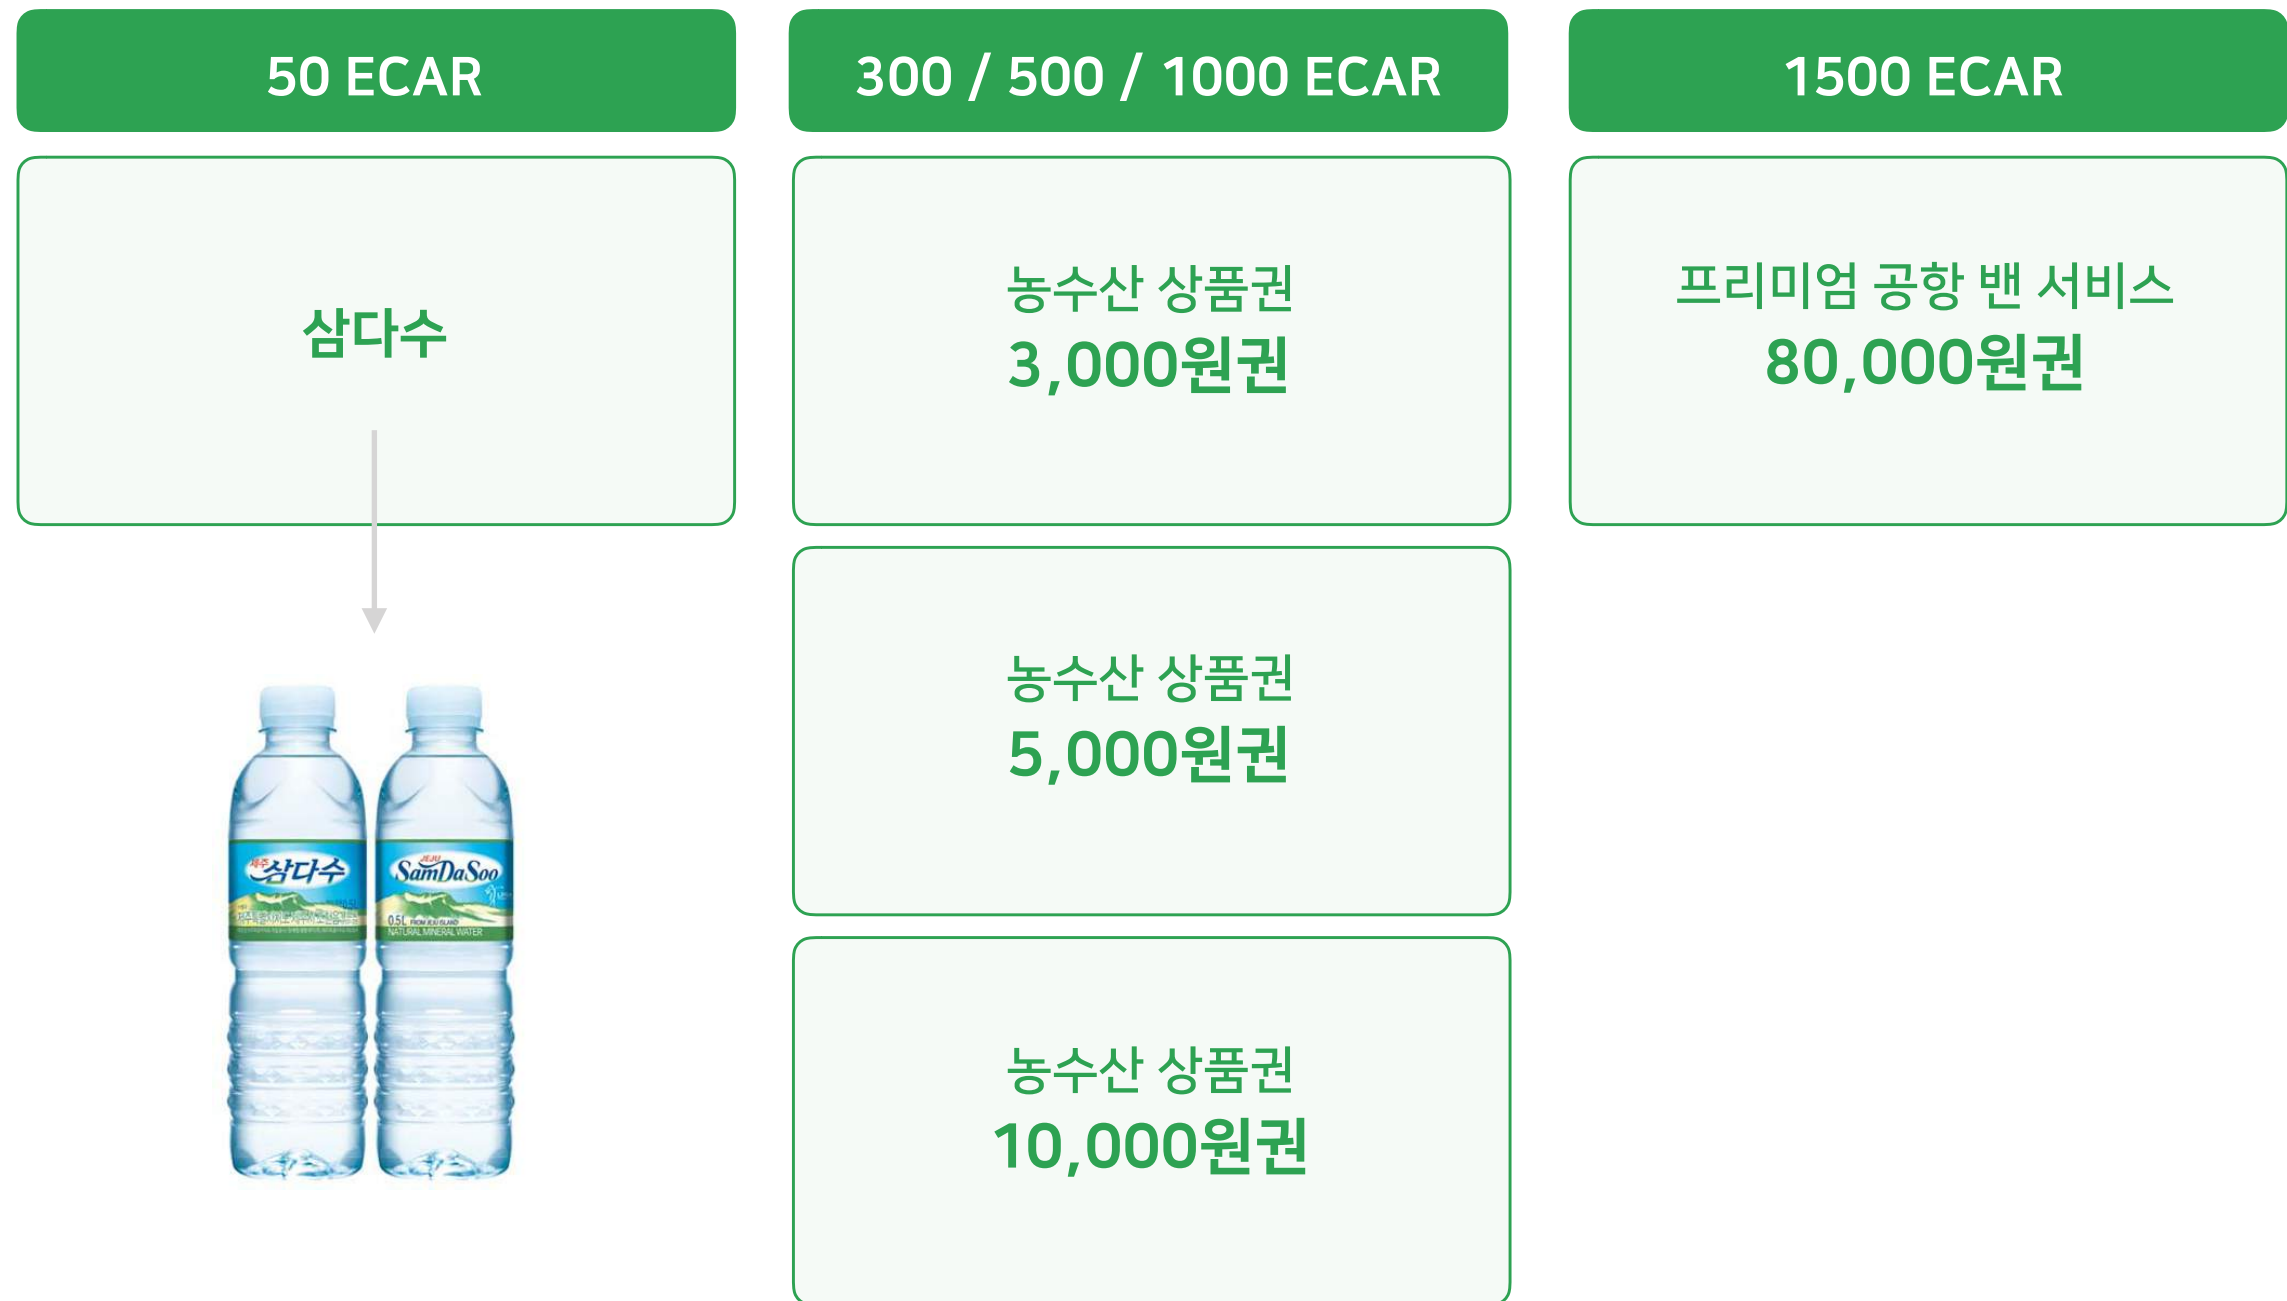 50 ECAR
300 / 500 / 1000 ECAR
1500 ECAR
삼다수
농수산 상품권
3,000원권
프리미엄 공항 밴 서비스
80,000원권
농수산 상품권
5,000원권
농수산 상품권
10,000원권
제주 삼다수
JEJU
SamDaSoo
0.5L FROM JEJU ISLAND
NATURAL MINERAL WATER